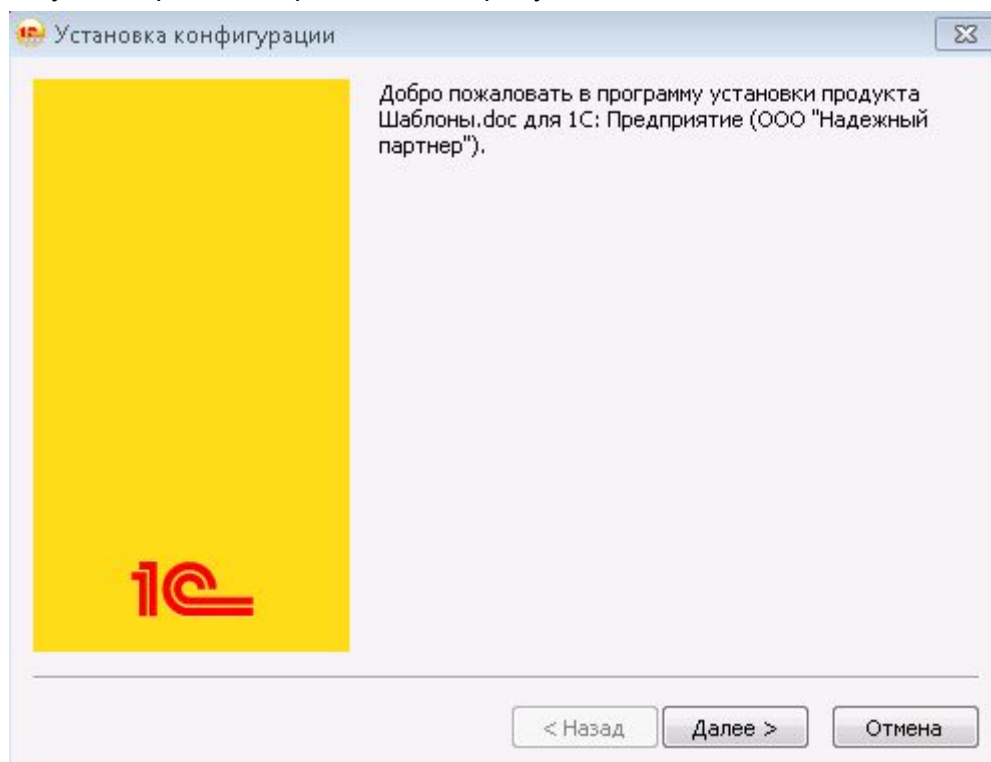 Установка конфигурации
Добро пожаловать в программу установки продукта
Шаблоны.doc для 1С: Предприятие (ООО "Надежный
партнер").
1С
< Назад
Далее >
Отмена